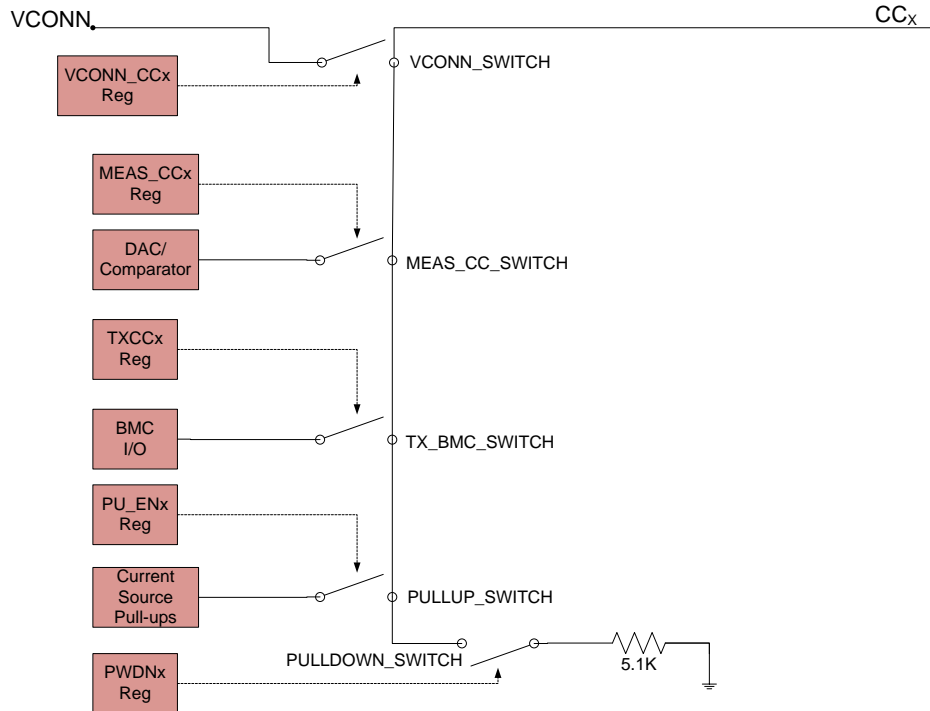 VCONN
CCX
VCONN_CCx
Reg
VCONN_SWITCH
MEAS_CCx
Reg
DAC/
Comparator
MEAS_CC_SWITCH
TXCCx
Reg
BMC
I/O
TX_BMC_SWITCH
PU_ENx
Reg
Current
Source
Pull-ups
PULLUP_SWITCH
PULLDOWN_SWITCH
5.1K
PWDNx
Reg